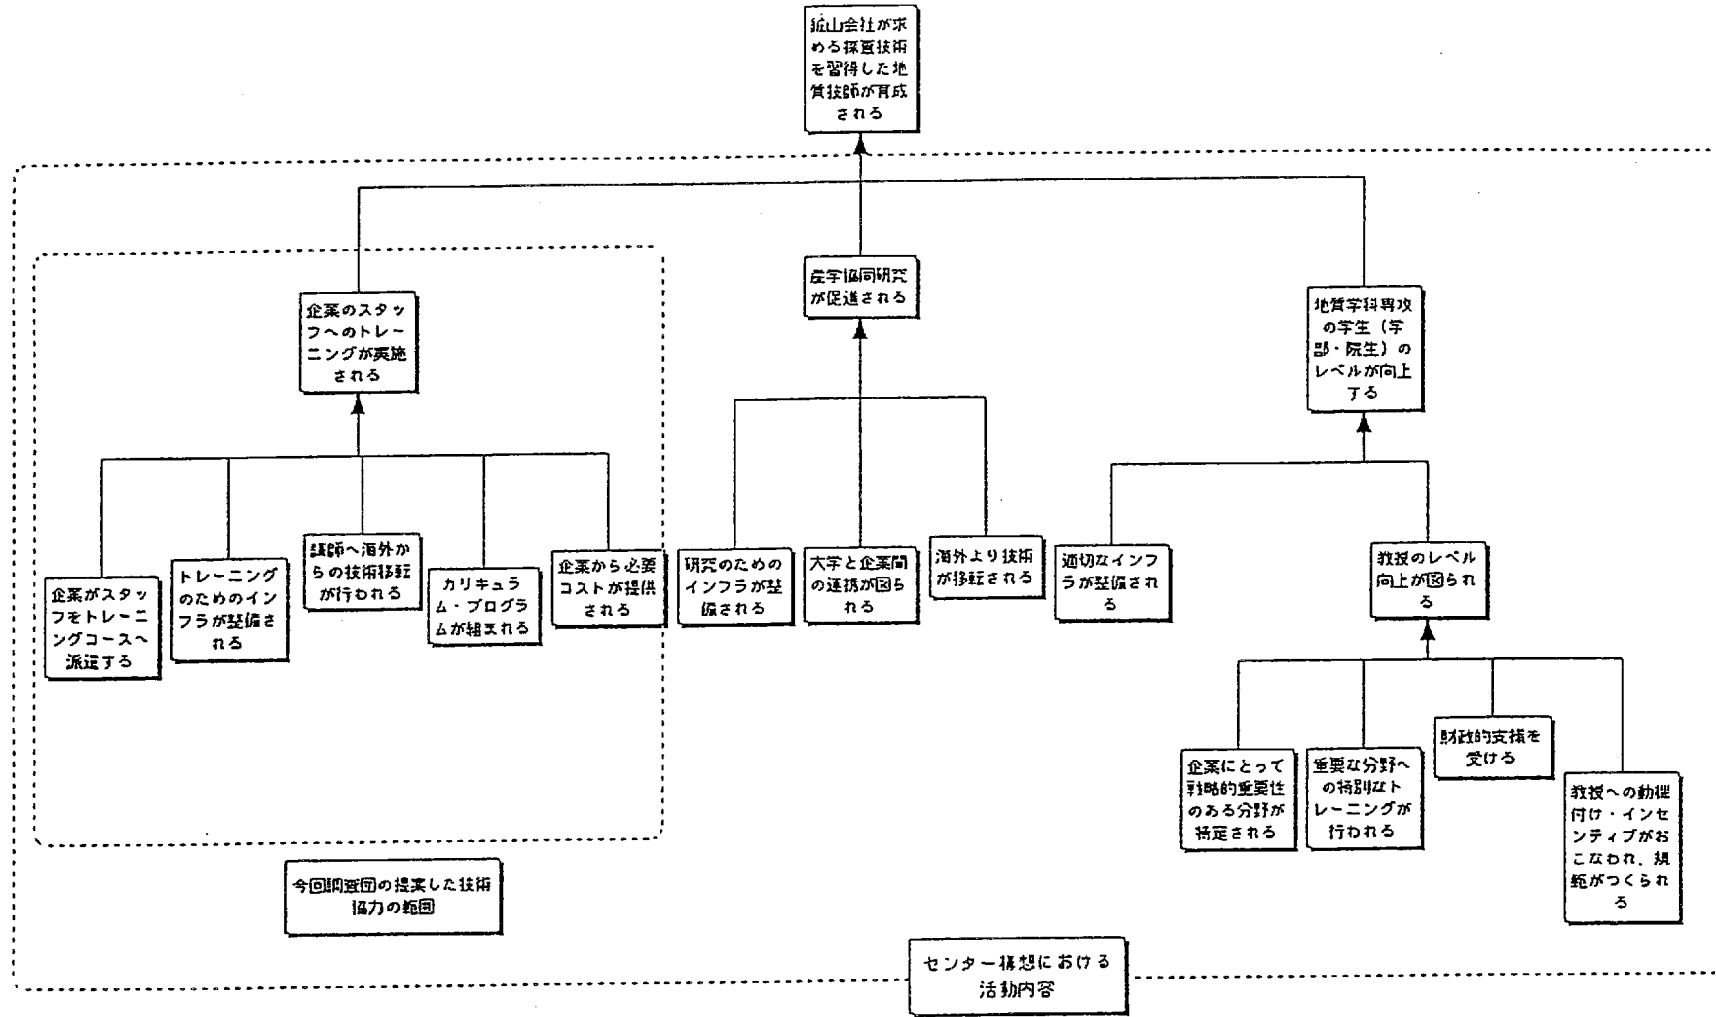 鉱山会社が求
める探査技術
を習得した地
質技師が育成
される
産学協同研究
が促進される
企業のスタッ
フへのトレー
ニングが実施
される
地質学科専攻
の学生（学
部・院生）の
レベルが向上
する
企業がスタッ
フをトレーニ
ングコースへ
派遣する
トレーニング
のためのイン
フラが整備さ
れる
講師へ海外か
らの技術移転
が行われる
カリキュラ
ム・プログラ
ムが組まれる
企業から必要
コストが提供
される
研究のための
インフラが整
備される
大学と企業間
の連携が図ら
れる
海外より技術
が移転される
適切なインフ
ラが整備され
る
教授のレベル
向上が図られ
る
企業にとって
戦略的重要性
のある分野が
特定される
重要な分野へ
の特別なト
レーニングが
行われる
財政的支援を
受ける
教授への動機
付け・インセ
ンティブがお
こなわれ、規
範がつくられ
る
今回調査団の提案した技術
協力の範囲
センター構想における
活動内容